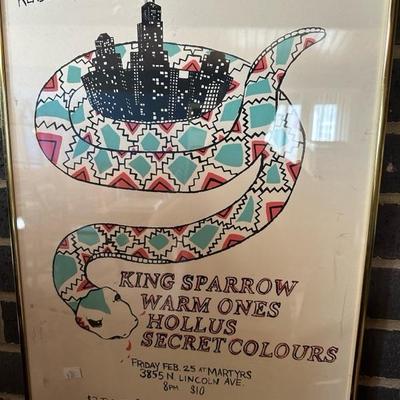 KING SPARROW
WARM ONES
HOLLUS
SECRET COLOURS
FRIDAY FEB. 25 AT MARTYRS
3855 N. LINCOLN AVE.
8PM $10